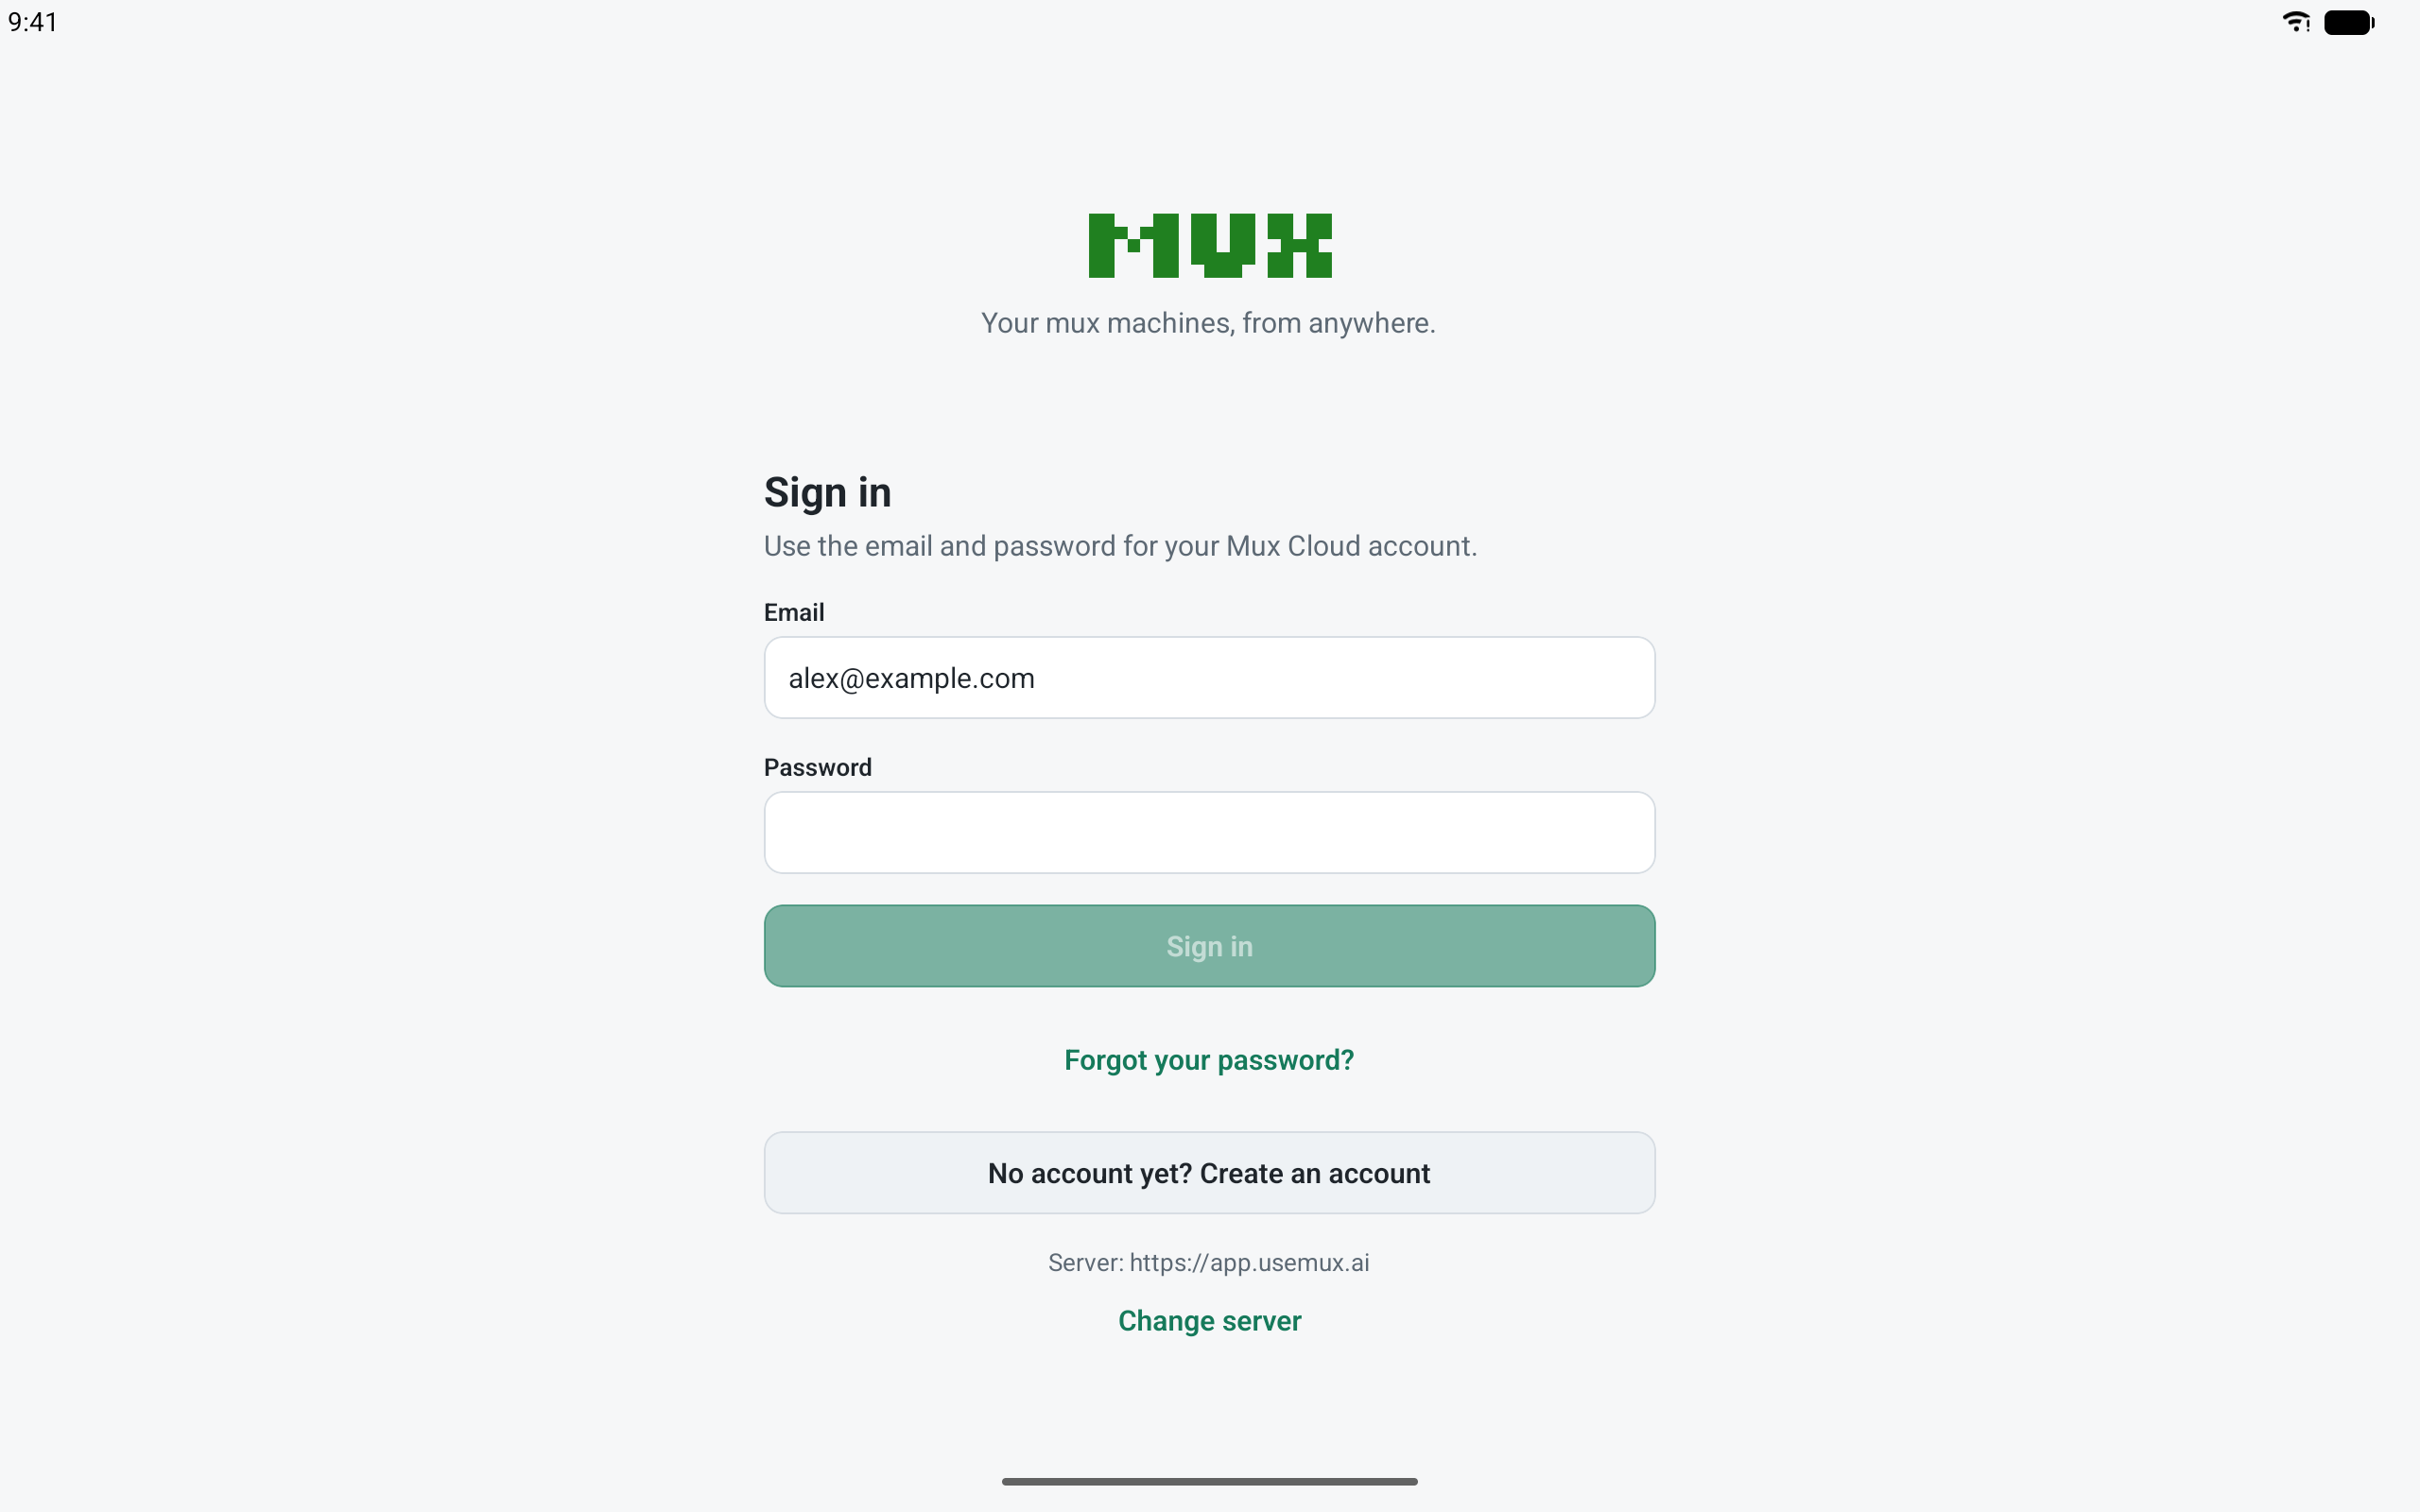 9:41
MUX
Your mux machines, from anywhere.
Sign in
Use the email and password for your Mux Cloud account.
Email
alex@example.com
Password
Sign in
Forgot your password?
No account yet? Create an account
Server: https://app.usemux.ai
Change server